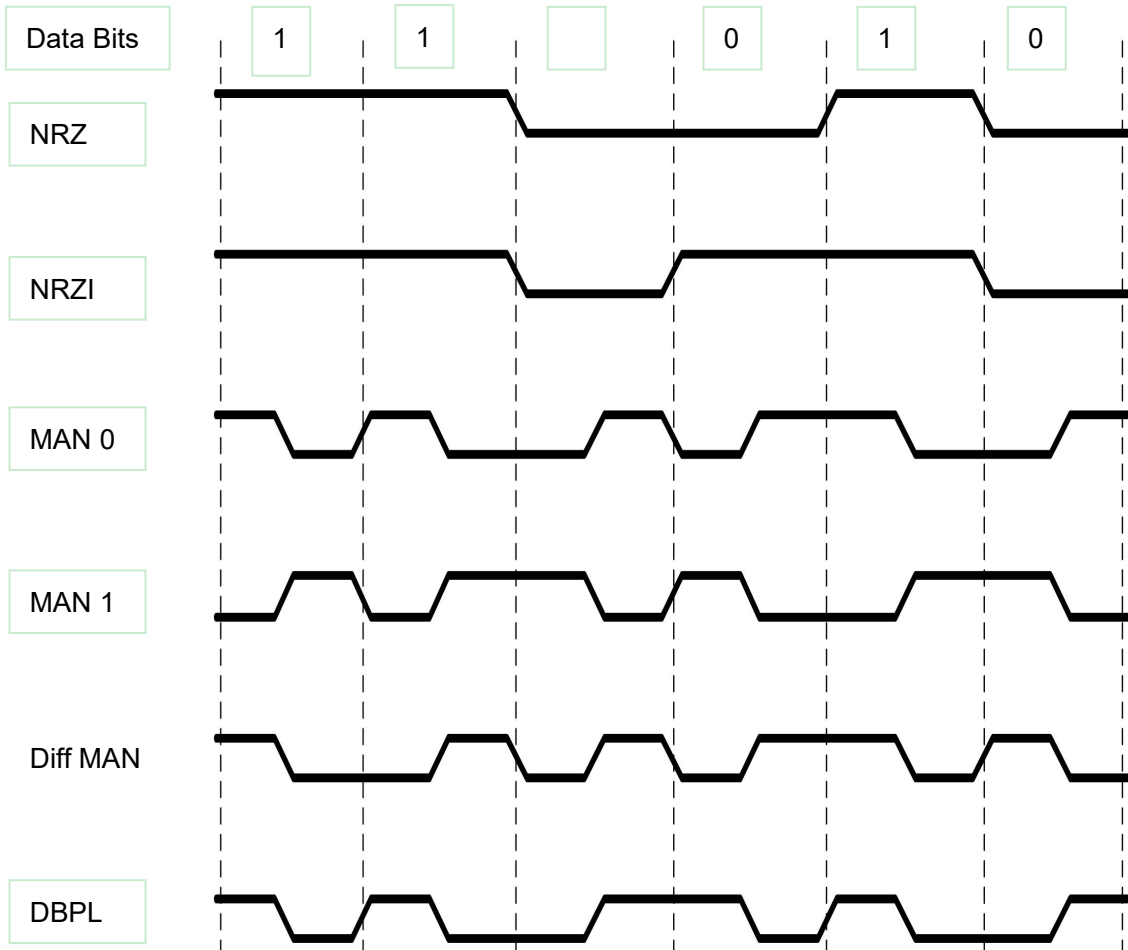 Data Bits 1 1 0 1 0
NRZ
NRZI
MAN 0
MAN 1
Diff MAN
DBPL